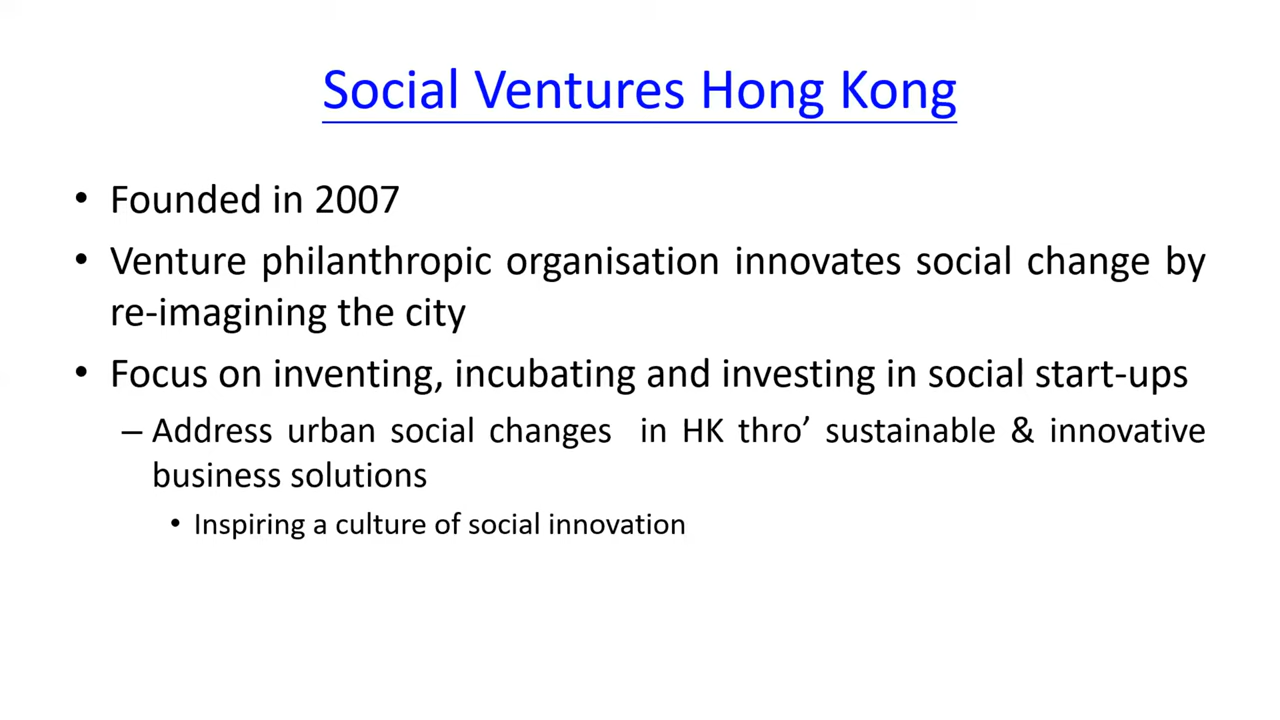 Social Ventures Hong Kong
• Founded in 2007
• Venture philanthropic organisation innovates social change by
re-imagining the city
• Focus on inventing, incubating and investing in social start-ups
– Address urban social changes in HK thro’ sustainable & innovative
business solutions
• Inspiring a culture of social innovation